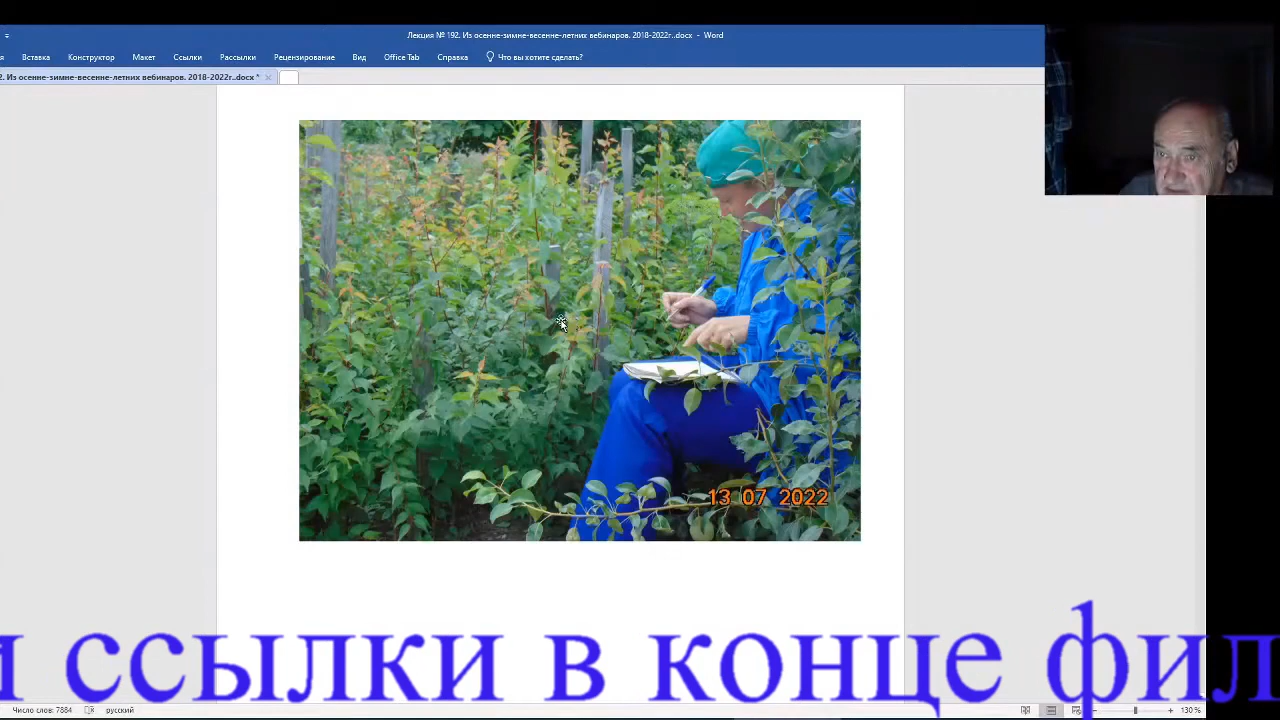 Лекция № 192. Из осенне-зимне-весенне-летних вебинаров. 2018-2022г..docx - Word
Вставка Конструктор Макет Ссылки Рассылки Рецензирование Вид Office Tab Справка Что вы хотите сделать?
2. Из осенне-зимне-весенне-летних вебинаров. 2018-2022г..docx *
13 07 2022
и ссылки в конце фил
Число слов: 7884 русский 130%